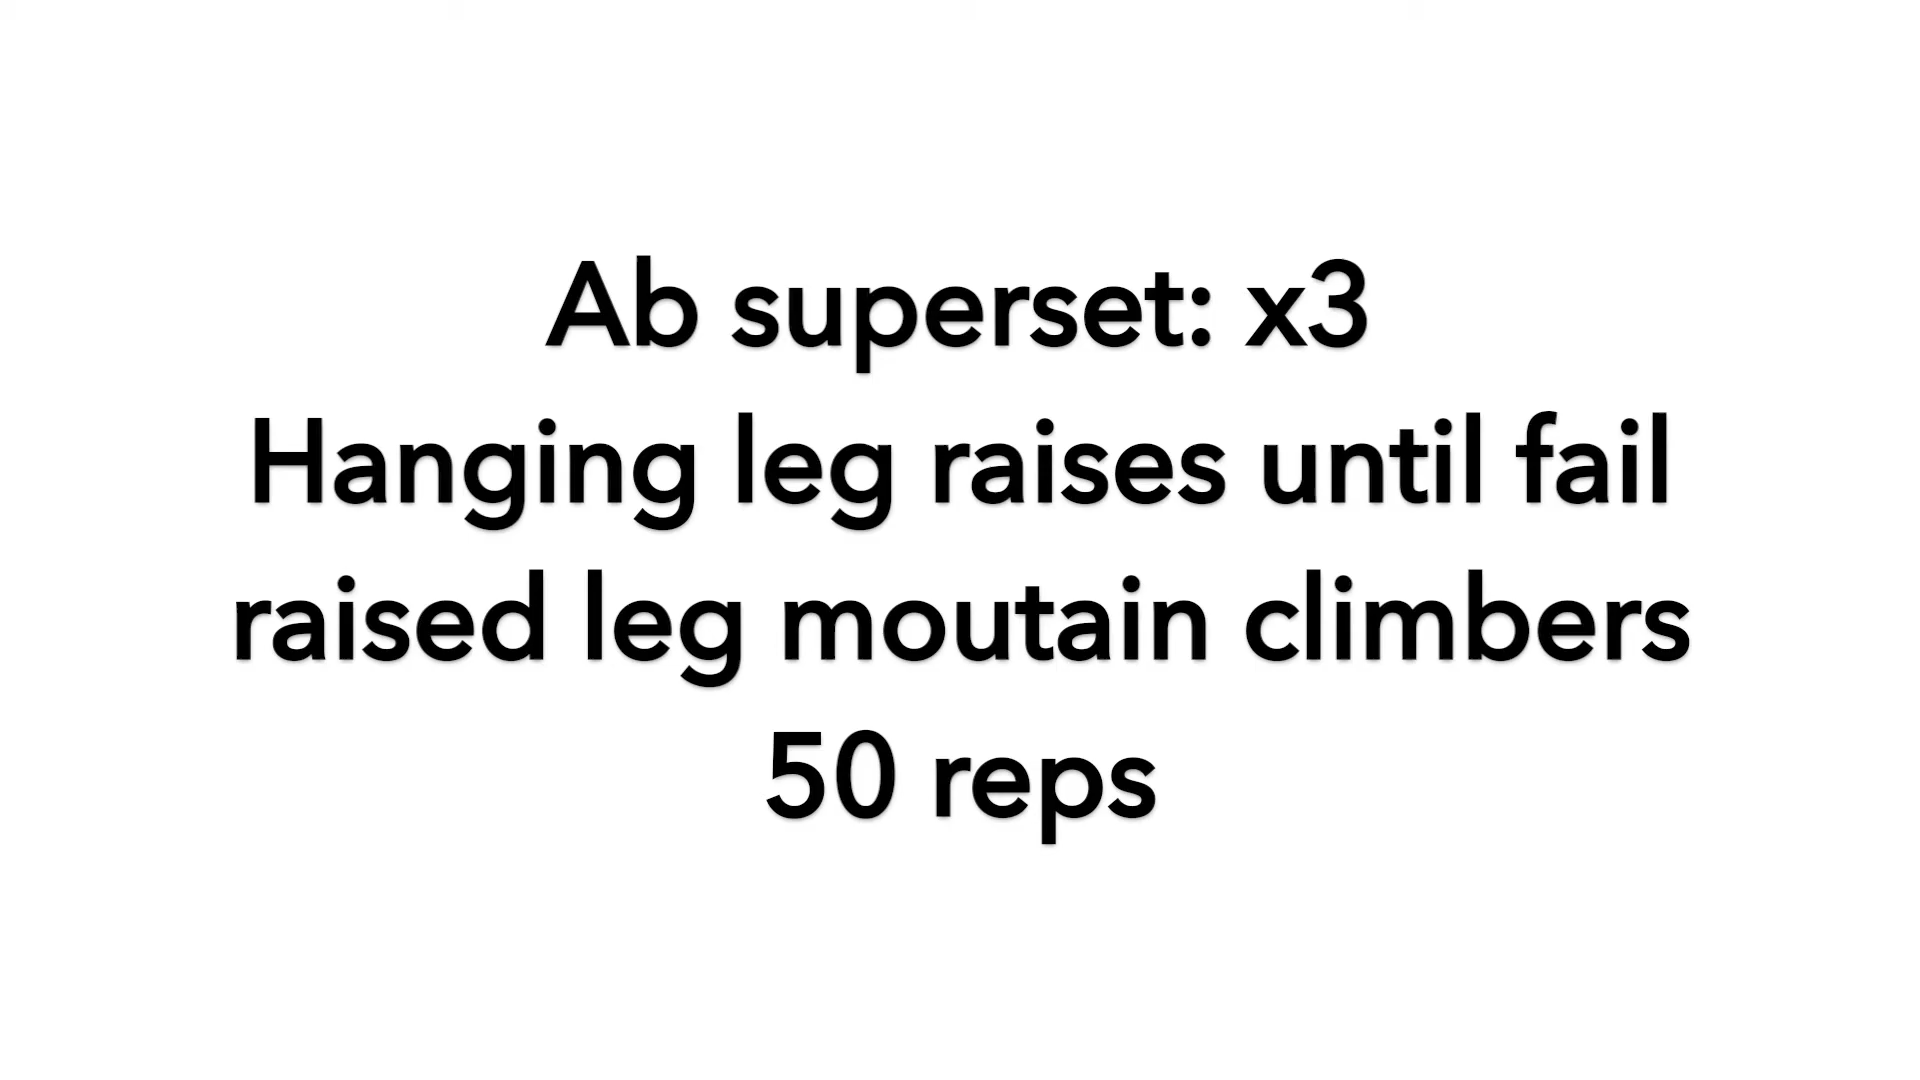 Ab superset: x3
Hanging leg raises until fail
raised leg moutain climbers
50 reps